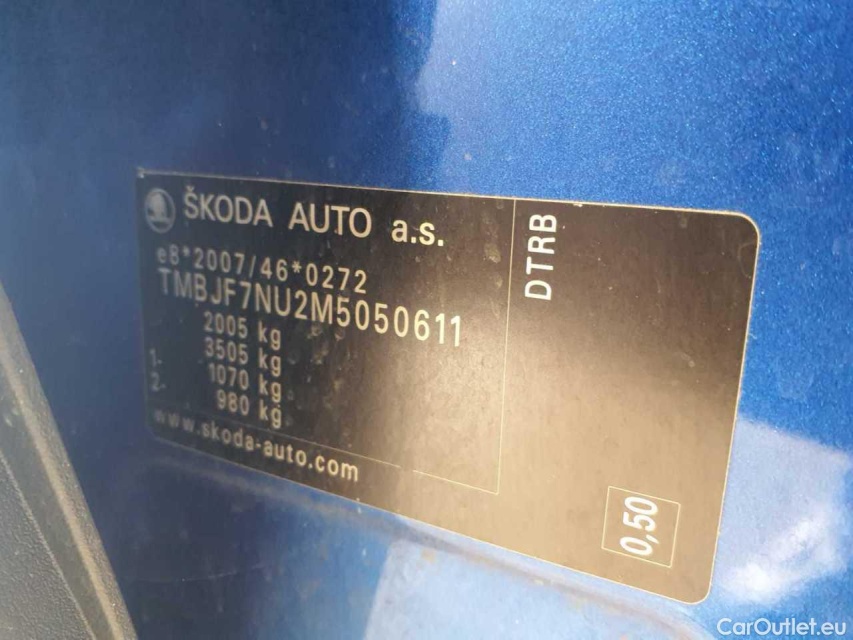 ŠKODA AUTO a.s.
e8*2007/46*0272
TMBJF7NU2M5050611
2005 kg
3505 kg
1- 1070 kg
2- 980 kg
www.skoda-auto.com
DTRB
0,50
CarOutlet.eu